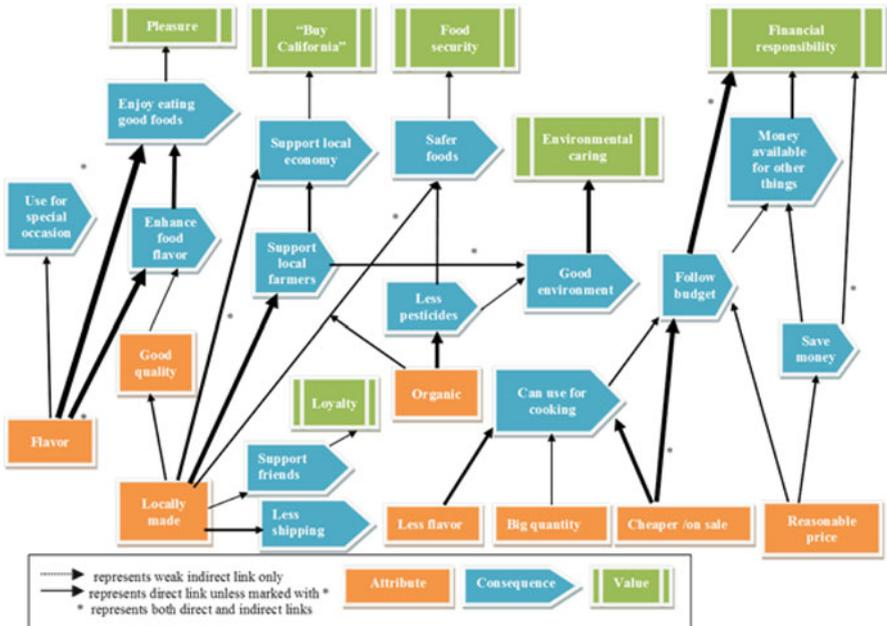 Pleasure
"Buy
California"
Food
security
Financial
responsibility
Enjoy eating
good foods
Support local
economy
Safer
foods
Environmental
caring
Money
available
for other
things
*
Use for
special
occasion
Enhance
food
flavor
Support
local
farmers
*
*
*
Good
environment
Follow
budget
Less
pesticides
*
*
Good
quality
*
Save
money
Loyalty
Organic
Can use for
cooking
*
Flavor
Support
friends
*
Locally
made
Less
shipping
Less flavor
Big quantity
Cheaper /on sale
Reasonable
price
represents weak indirect link only
represents direct link unless marked with *
* represents both direct and indirect links
Attribute
Consequence
Value